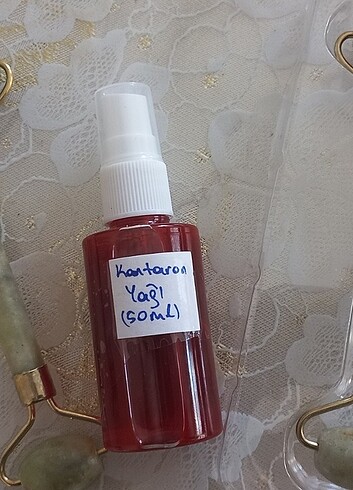 Kantaron
Yağı
(50ml)